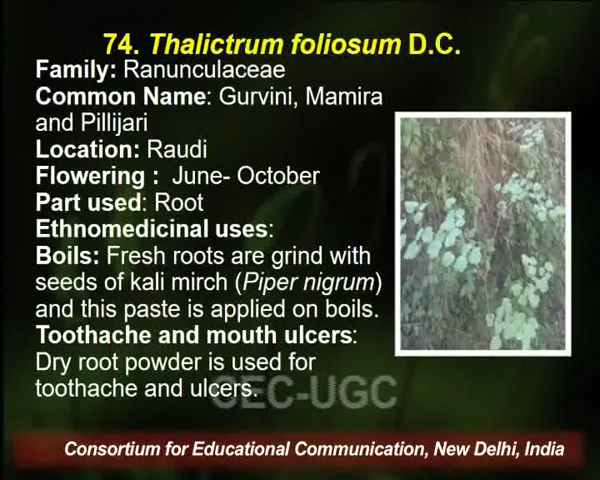 74. Thalictrum foliosum D.C.
Family: Ranunculaceae
Common Name: Gurvini, Mamira
and Pillijari
Location: Raudi
Flowering : June- October
Part used: Root
Ethnomedicinal uses:
Boils: Fresh roots are grind with
seeds of kali mirch (Piper nigrum)
and this paste is applied on boils.
Toothache and mouth ulcers:
Dry root powder is used for
toothache and ulcers.
CEC-UGC
Consortium for Educational Communication, New Delhi, India